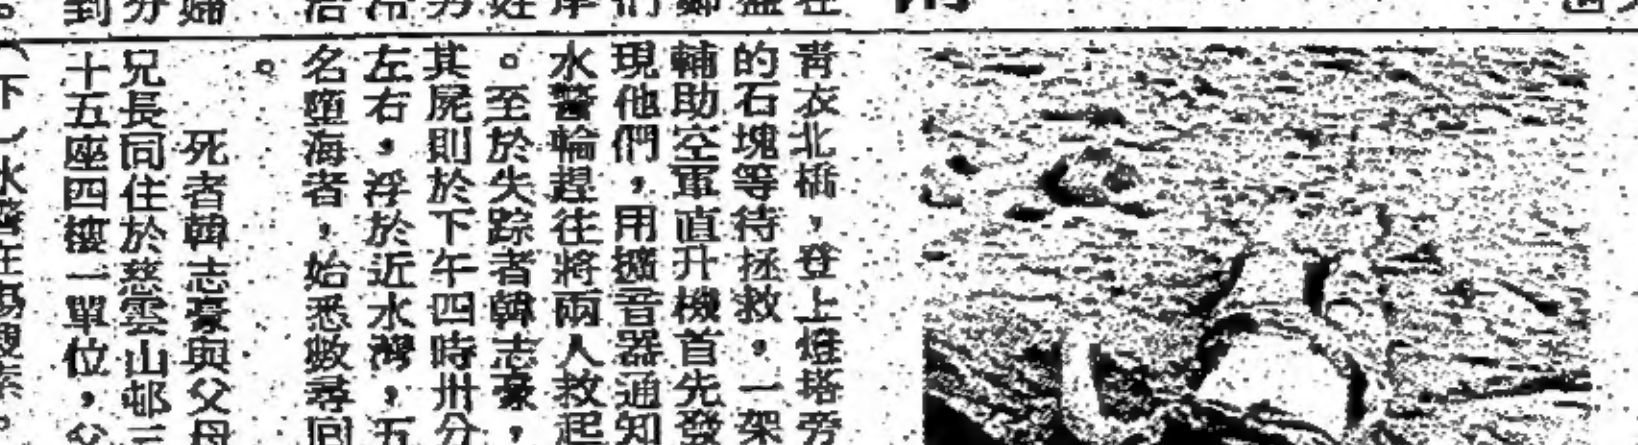 青衣北橋，登上燈塔旁
的石塊等待拯救，一架
輔助空軍直升機首先發
現他們，用擴音器通知
水警輪趕往將兩人救起
。至於失踪者韓志豪，
其屍則於下午四時卅分
左右，浮於近水灣，五
名墮海者，始悉數尋回
。
死者韓志豪與父母
兄長同住於慈雲山邨三
十五座四樓一單位，父
（下）水警在場搜索。